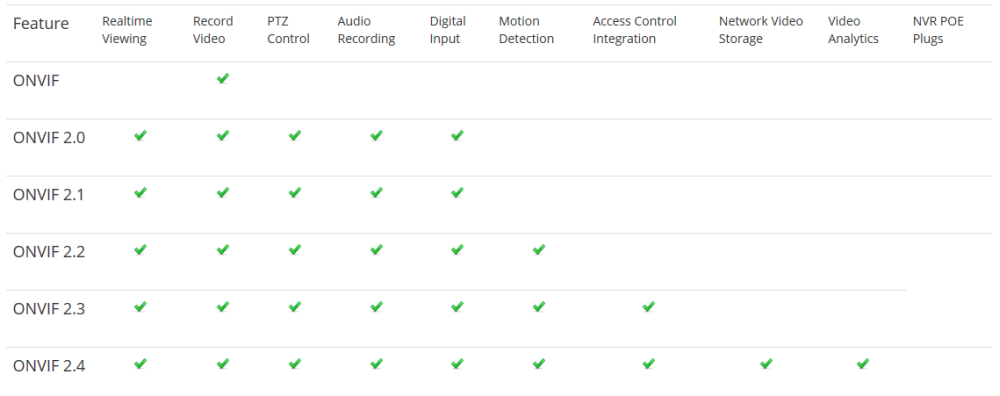 Feature Realtime Viewing Record Video PTZ Control Audio Recording Digital Input Motion Detection Access Control Integration Network Video Storage Video Analytics NVR POE Plugs
ONVIF ✔
ONVIF 2.0 ✔ ✔ ✔ ✔ ✔
ONVIF 2.1 ✔ ✔ ✔ ✔ ✔
ONVIF 2.2 ✔ ✔ ✔ ✔ ✔ ✔
ONVIF 2.3 ✔ ✔ ✔ ✔ ✔ ✔ ✔
ONVIF 2.4 ✔ ✔ ✔ ✔ ✔ ✔ ✔ ✔ ✔